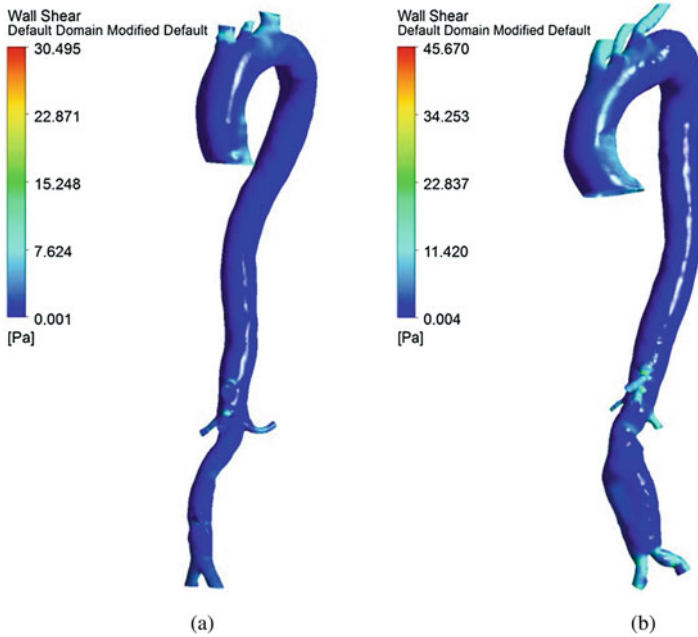 Wall Shear
Default Domain Modified Default
30.495
22.871
15.248
7.624
0.001
[Pa]
(a)
Wall Shear
Default Domain Modified Default
45.670
34.253
22.837
11.420
0.004
[Pa]
(b)